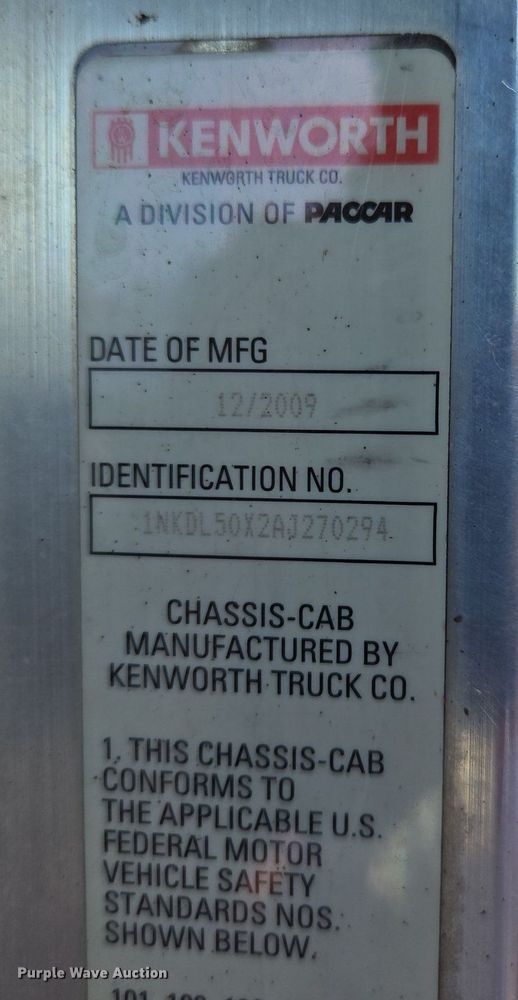 KENWORTH
KENWORTH TRUCK CO.
A DIVISION OF PACCAR
DATE OF MFG
12/2009
IDENTIFICATION NO.
1NKDL50X2AJ270294
CHASSIS-CAB
MANUFACTURED BY
KENWORTH TRUCK CO.
1. THIS CHASSIS-CAB
CONFORMS TO
THE APPLICABLE U.S.
FEDERAL MOTOR
VEHICLE SAFETY
STANDARDS NOS.
SHOWN BELOW.
Purple Wave Auction